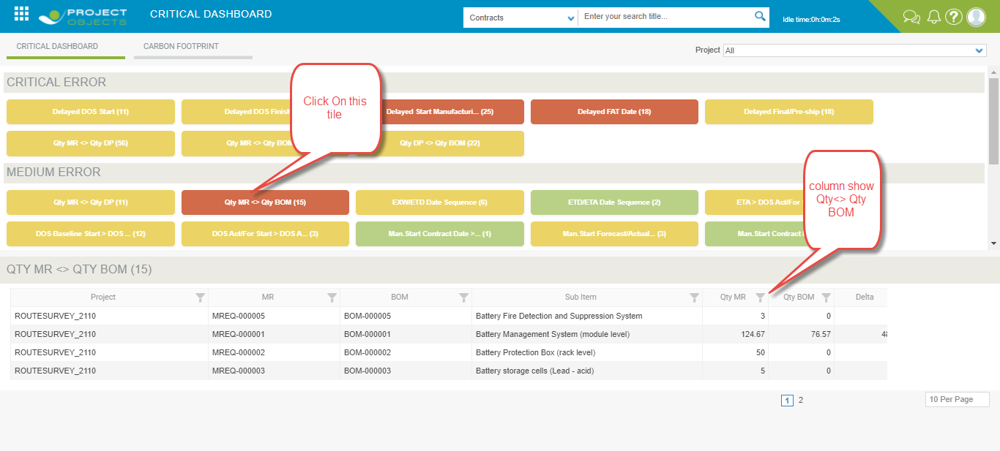 PROJECT
OBJECTS
CRITICAL DASHBOARD
Contracts
Enter your search title...
Idle time:0h:0m:2s
CRITICAL DASHBOARD
CARBON FOOTPRINT
Project
All
CRITICAL ERROR
Delayed DOS Start (11)
Delayed DOS Finish
Delayed Start Manufacturi... (25)
Delayed FAT Date (18)
Delayed Final/Pre-ship (18)
Click On this
tile
Qty MR <> Qty DP (56)
Qty MR <> Qty BOM
Qty DP <> Qty BOM (22)
MEDIUM ERROR
Qty MR <> Qty DP (11)
Qty MR <> Qty BOM (15)
EXW/ETD Date Sequence (6)
ETD/ETA Date Sequence (2)
ETA > DOS Act/For
column show
Qty<> Qty
BOM
DOS Baseline Start > DOS ... (12)
DOS Act/For Start > DOS A... (3)
Man.Start Contract Date >... (1)
Man.Start Forecast/Actual... (3)
Man.Start Contract
QTY MR <> QTY BOM (15)
Project MR BOM Sub Item Qty MR Qty BOM Delta
ROUTESURVEY_2110 MREQ-000005 BOM-000005 Battery Fire Detection and Suppression System 3 0
ROUTESURVEY_2110 MREQ-000001 BOM-000001 Battery Management System (module level) 124.67 76.57
ROUTESURVEY_2110 MREQ-000002 BOM-000002 Battery Protection Box (rack level) 50 0
ROUTESURVEY_2110 MREQ-000003 BOM-000003 Battery storage cells (Lead - acid) 5 0
1 2
10 Per Page